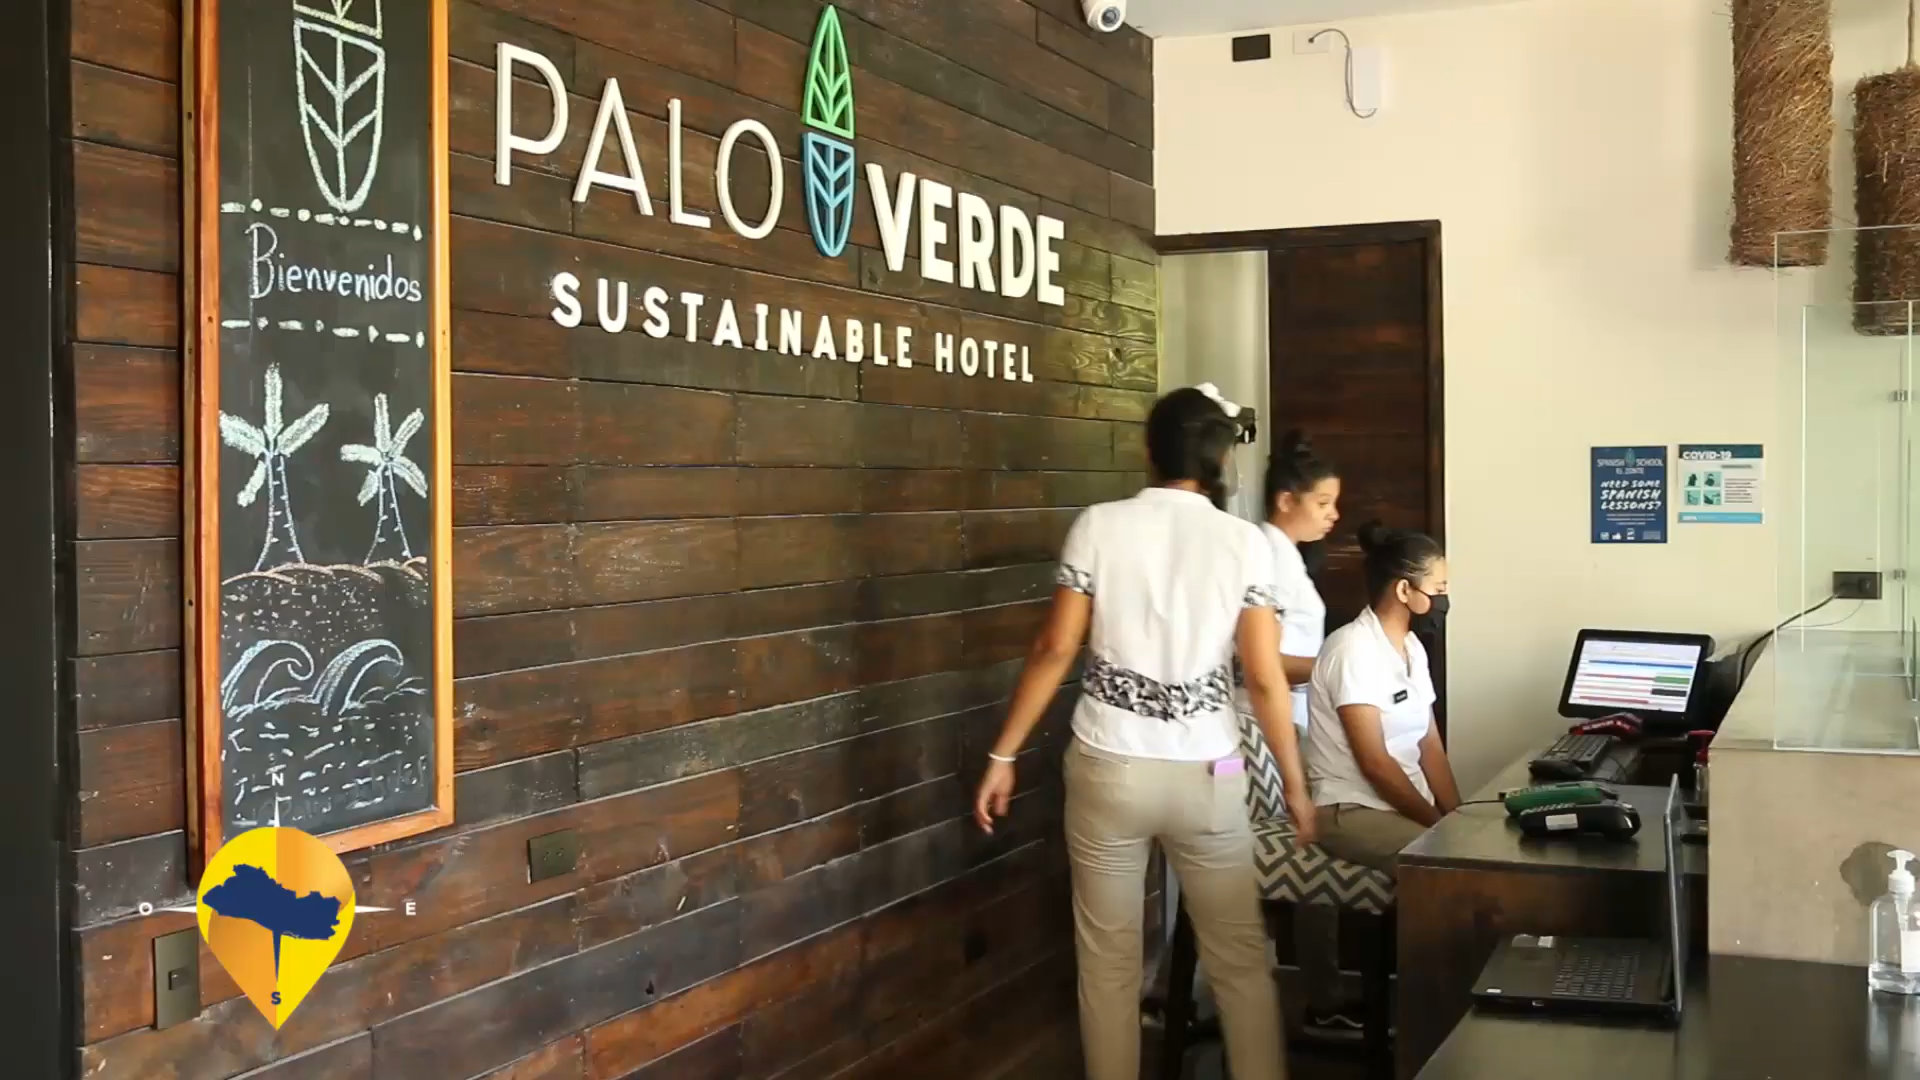 PALO VERDE
SUSTAINABLE HOTEL
Bienvenidos
SPANISH SCHOOL
EL ZONTE
NEED SOME
SPANISH
LESSONS?
COVID-19
N
O
E
S